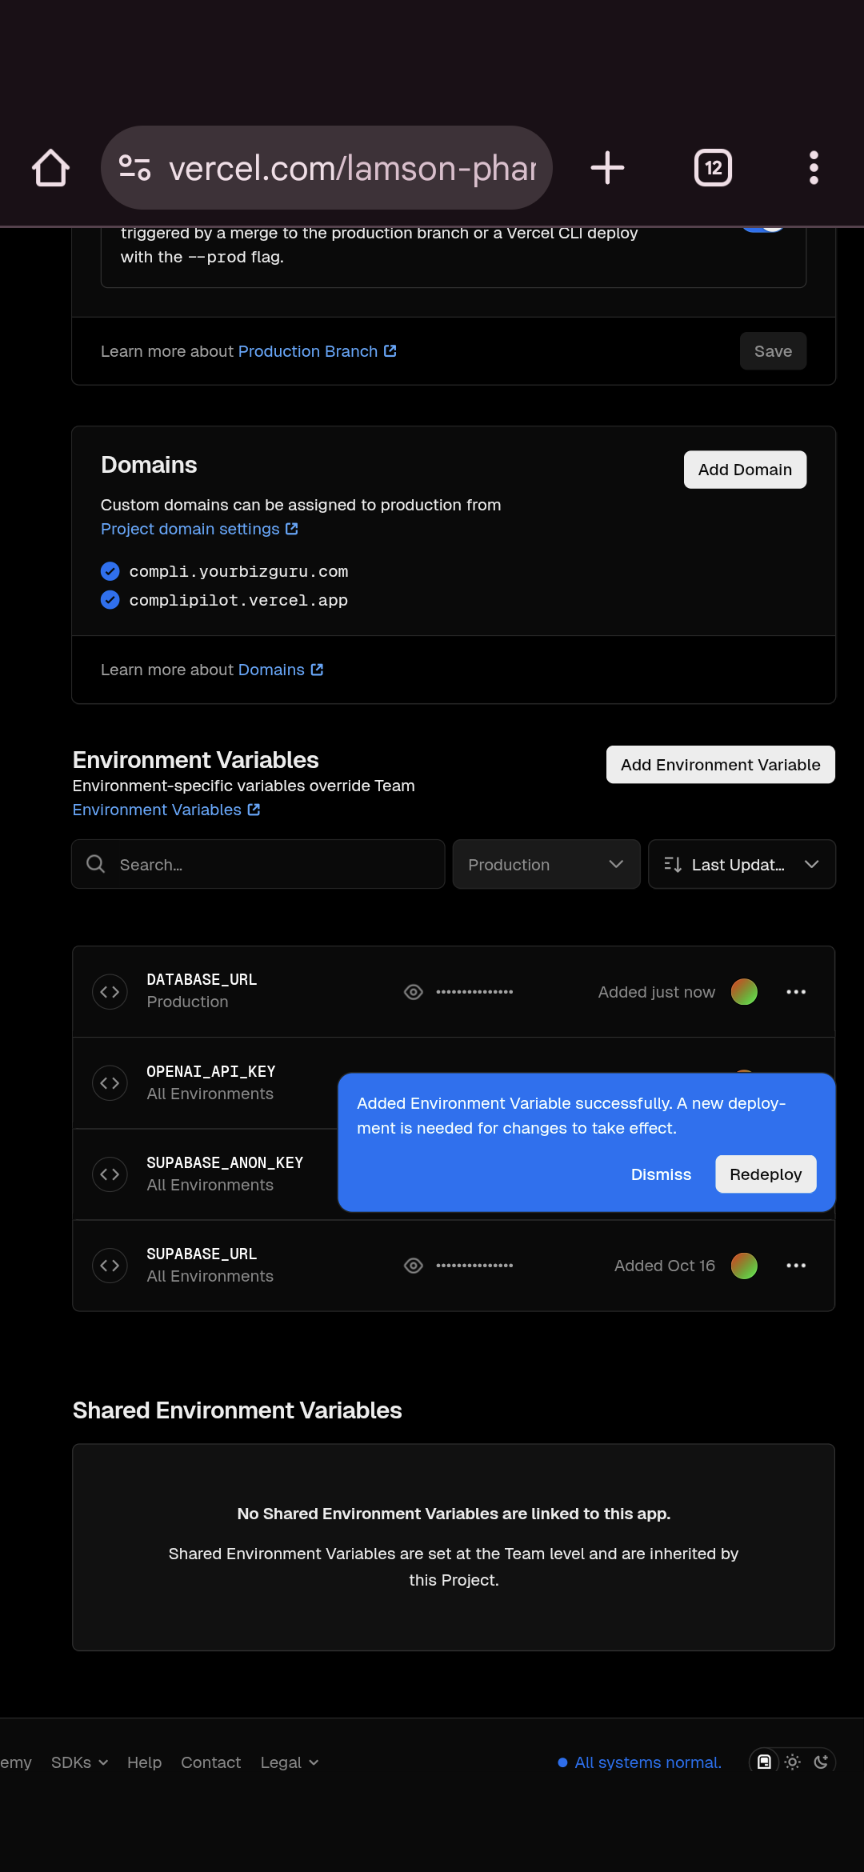 vercel.com/lamson-phar
12
triggered by a merge to the production branch or a Vercel CLI deploy
with the --prod flag.
Learn more about Production Branch
Save
Domains
Add Domain
Custom domains can be assigned to production from
Project domain settings
compli.yourbizguru.com
complipilot.vercel.app
Learn more about Domains
Environment Variables
Add Environment Variable
Environment-specific variables override Team
Environment Variables
Search...
Production
Last Updat...
DATABASE_URL
Production
•••••••••••••••
Added just now
OPENAI_API_KEY
All Environments
Added Environment Variable successfully. A new deploy-
ment is needed for changes to take effect.
Dismiss
Redeploy
SUPABASE_ANON_KEY
All Environments
SUPABASE_URL
All Environments
•••••••••••••••
Added Oct 16
Shared Environment Variables
No Shared Environment Variables are linked to this app.
Shared Environment Variables are set at the Team level and are inherited by
this Project.
emy SDKs Help Contact Legal
All systems normal.